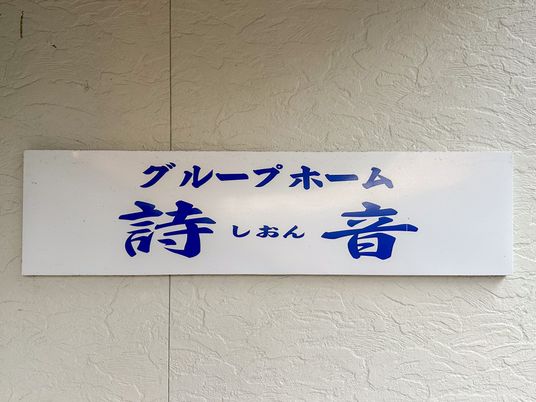 グループホーム
詩 しおん 音